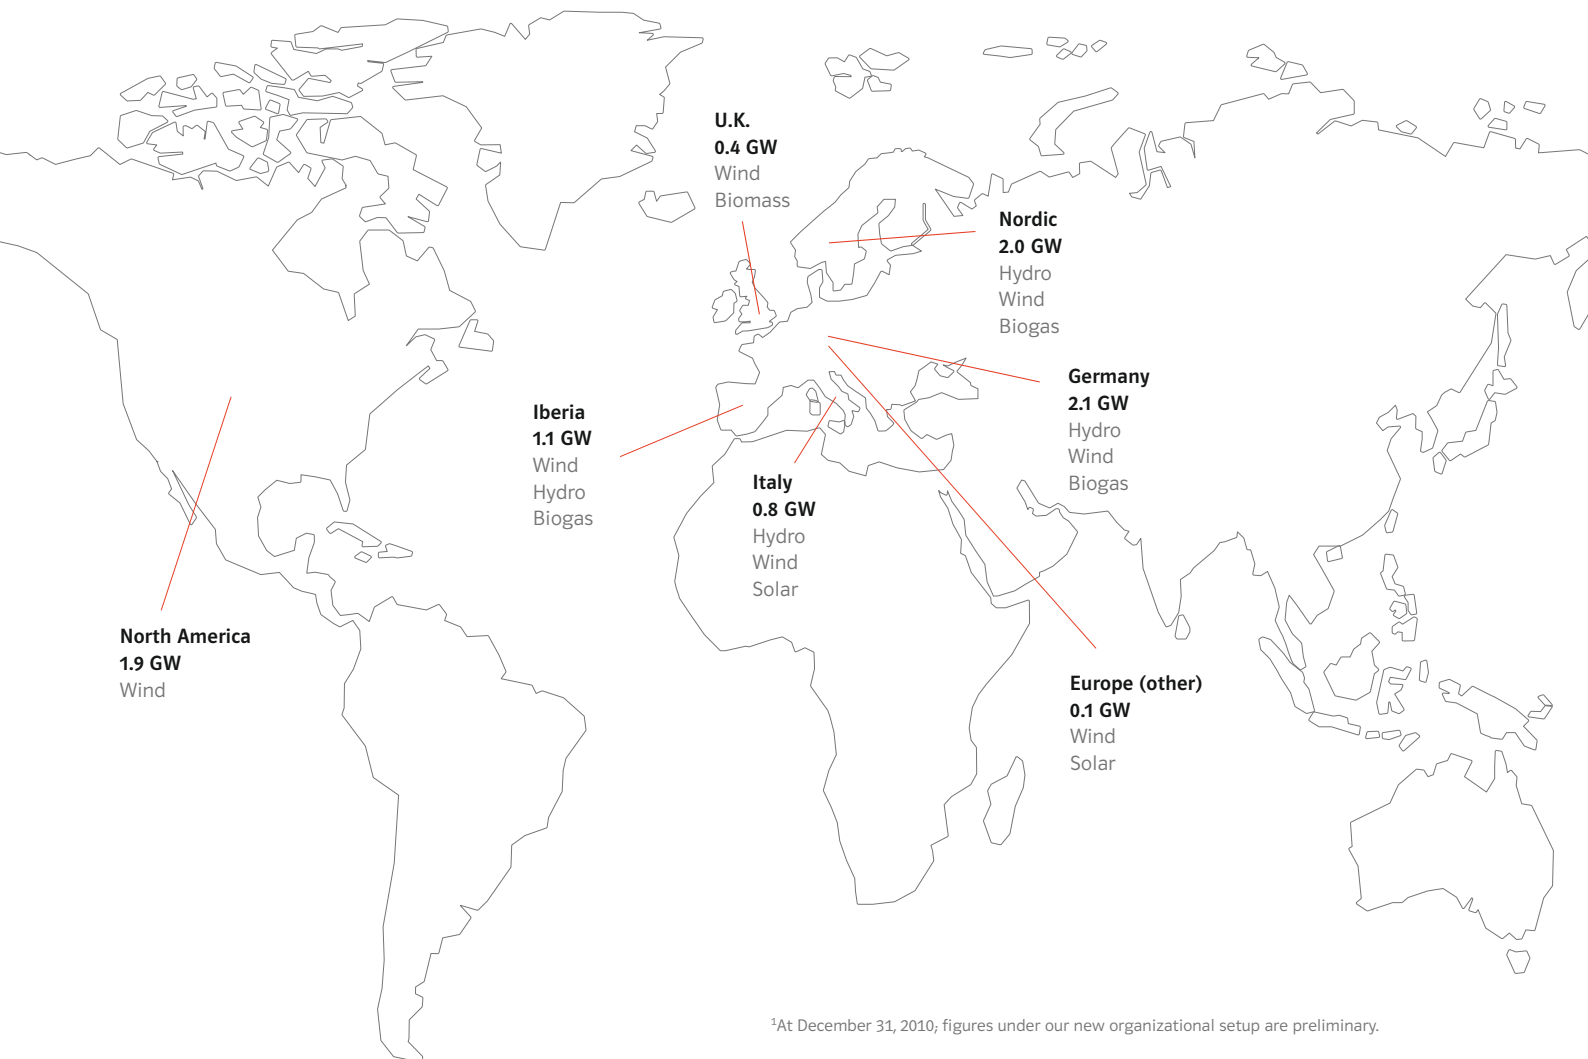 U.K.
0.4 GW
Wind
Biomass
Nordic
2.0 GW
Hydro
Wind
Biogas
Germany
2.1 GW
Hydro
Wind
Biogas
Iberia
1.1 GW
Wind
Hydro
Biogas
Italy
0.8 GW
Hydro
Wind
Solar
North America
1.9 GW
Wind
Europe (other)
0.1 GW
Wind
Solar
¹At December 31, 2010; figures under our new organizational setup are preliminary.